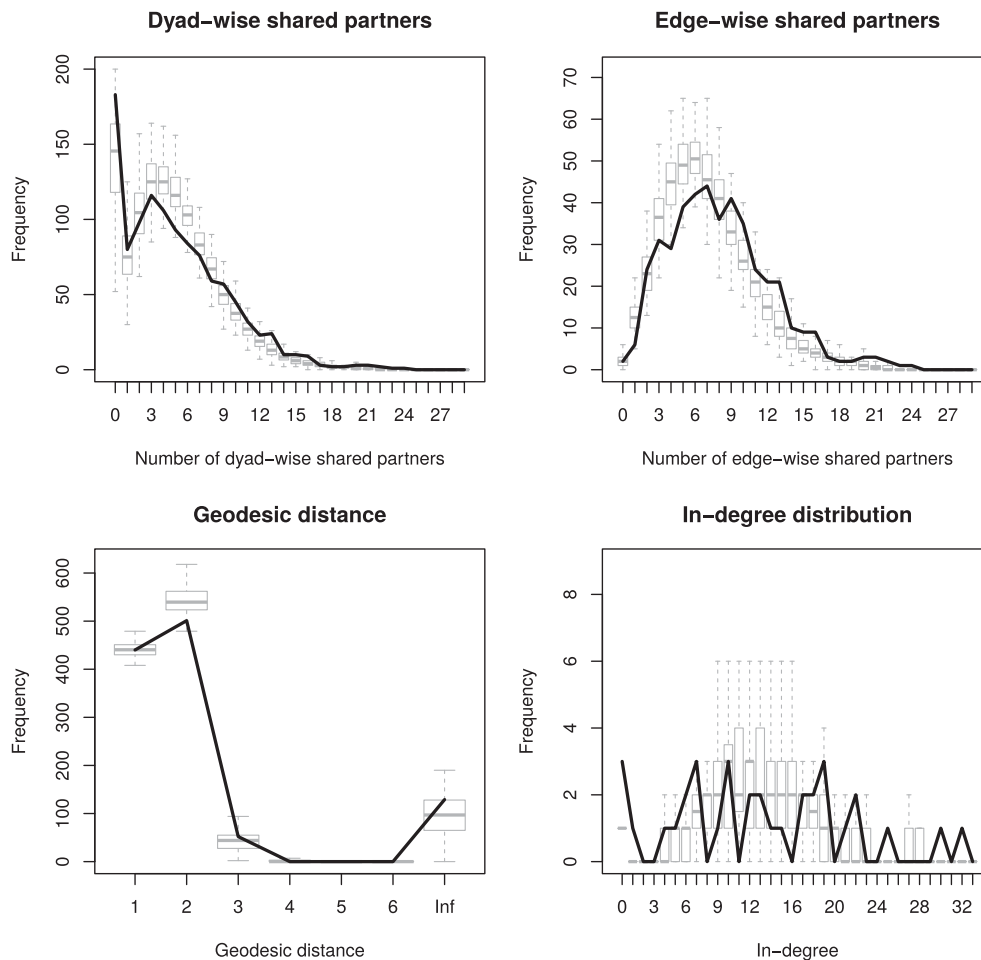 Dyad−wise shared partners
Frequency
0 50 100 150 200
0 3 6 9 12 15 18 21 24 27
Number of dyad−wise shared partners
Edge−wise shared partners
Frequency
0 10 20 30 40 50 60 70
0 3 6 9 12 15 18 21 24 27
Number of edge−wise shared partners
Geodesic distance
Frequency
0 100 200 300 400 500 600
1 2 3 4 5 6 Inf
Geodesic distance
In−degree distribution
Frequency
0 2 4 6 8
0 3 6 9 12 16 20 24 28 32
In−degree